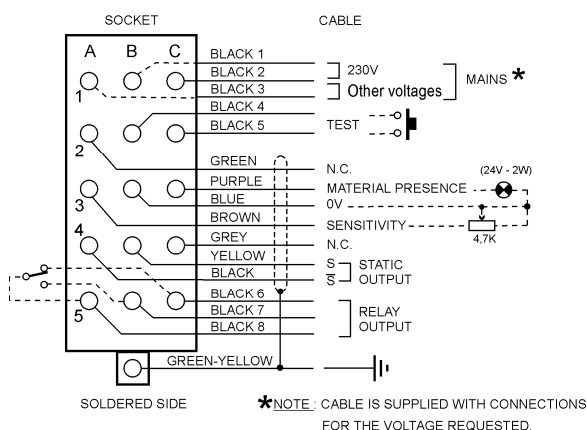 SOCKET CABLE
A B C
BLACK 1
BLACK 2
230V
BLACK 3
Other voltages
MAINS *
1
BLACK 4
BLACK 5
TEST
2
GREEN
N.C.
(24V - 2W)
PURPLE
MATERIAL PRESENCE
BLUE
0V
3
BROWN
SENSITIVITY
4,7K
4
GREY
N.C.
YELLOW
S
STATIC
OUTPUT
BLACK
S̅
BLACK 6
BLACK 7
RELAY
OUTPUT
5
BLACK 8
GREEN-YELLOW
SOLDERED SIDE
*NOTE : CABLE IS SUPPLIED WITH CONNECTIONS
FOR THE VOLTAGE REQUESTED.